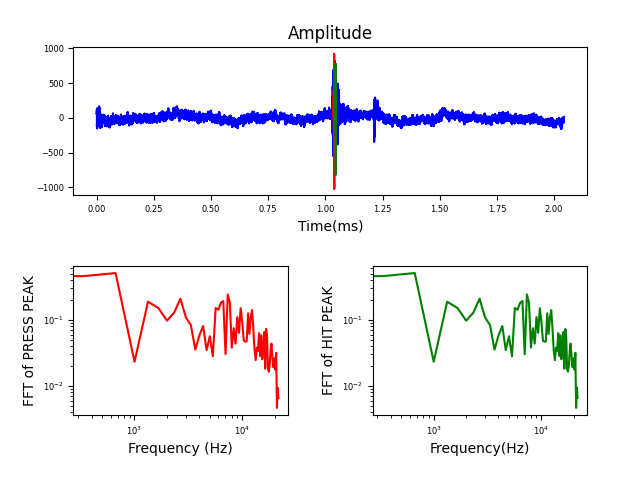 Amplitude
1000
500
0
−500
−1000
0.00 0.25 0.50 0.75 1.00 1.25 1.50 1.75 2.00
Time(ms)
FFT of PRESS PEAK
10⁻¹
10⁻²
10³ 10⁴
Frequency (Hz)
FFT of HIT PEAK
10⁻¹
10⁻²
10³ 10⁴
Frequency(Hz)